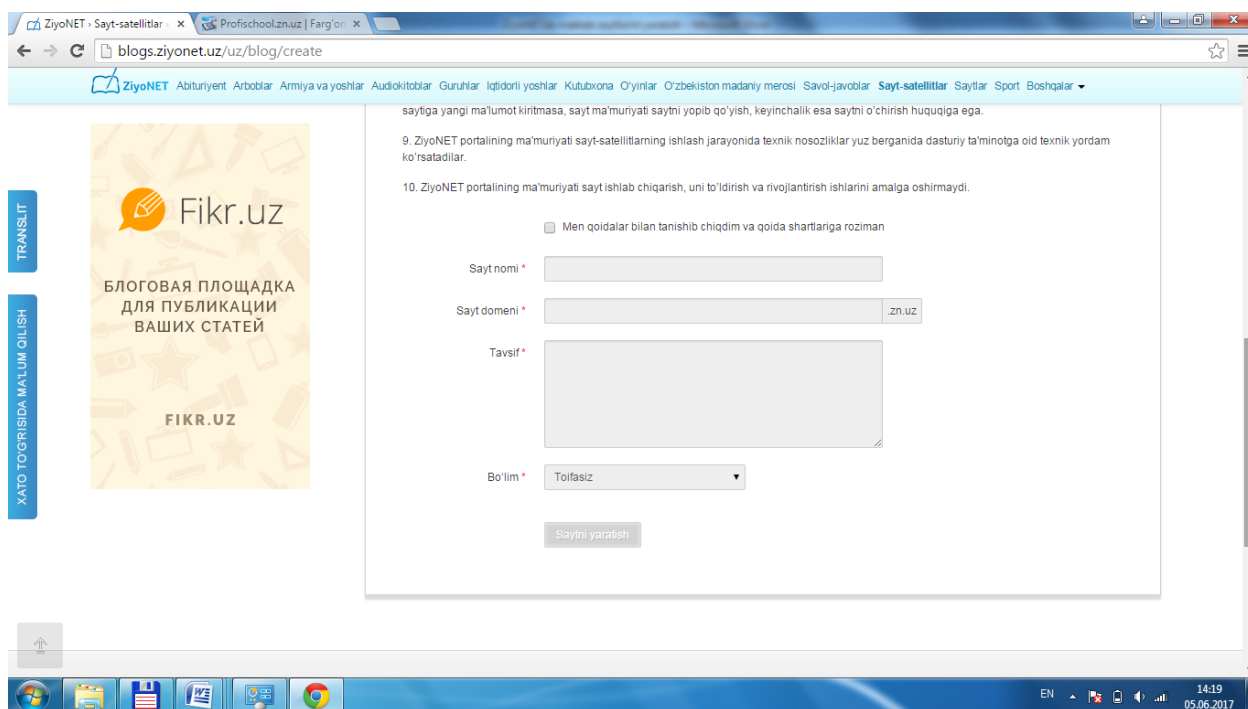 ZiyoNET › Sayt-satellitlar
Profischool.zn.uz | Farg'on
blogs.ziyonet.uz/uz/blog/create
ZiyoNET Abituriyent Arboblar Armiya va yoshlar Audiokitoblar Guruhlar Iqtidorli yoshlar Kutubxona O'yinlar O'zbekiston madaniy merosi Savol-javoblar Sayt-satellitlar Saytlar Sport Boshqalar
saytiga yangi ma'lumot kiritmasa, sayt ma'muriyati saytni yopib qo'yish, keyinchalik esa saytni o'chirish huquqiga ega.
9. ZiyoNET portalining ma'muriyati sayt-satellitlarning ishlash jarayonida texnik nosozliklar yuz berganida dasturiy ta'minotga oid texnik yordam
ko'rsatadilar.
10. ZiyoNET portalining ma'muriyati sayt ishlab chiqarish, uni to'ldirish va rivojlantirish ishlarini amalga oshirmaydi.
Men qoidalar bilan tanishib chiqdim va qoida shartlariga roziman
Sayt nomi *
Sayt domeni *
.zn.uz
Tavsif *
Bo'lim *
Toifasiz
Saytni yaratish
TRANSLIT
XATO TO'G'RISIDA MA'LUM QILISH
Fikr.uz
БЛОГОВАЯ ПЛОЩАДКА
ДЛЯ ПУБЛИКАЦИИ
ВАШИХ СТАТЕЙ
FIKR.UZ
EN
14:19
05.06.2017